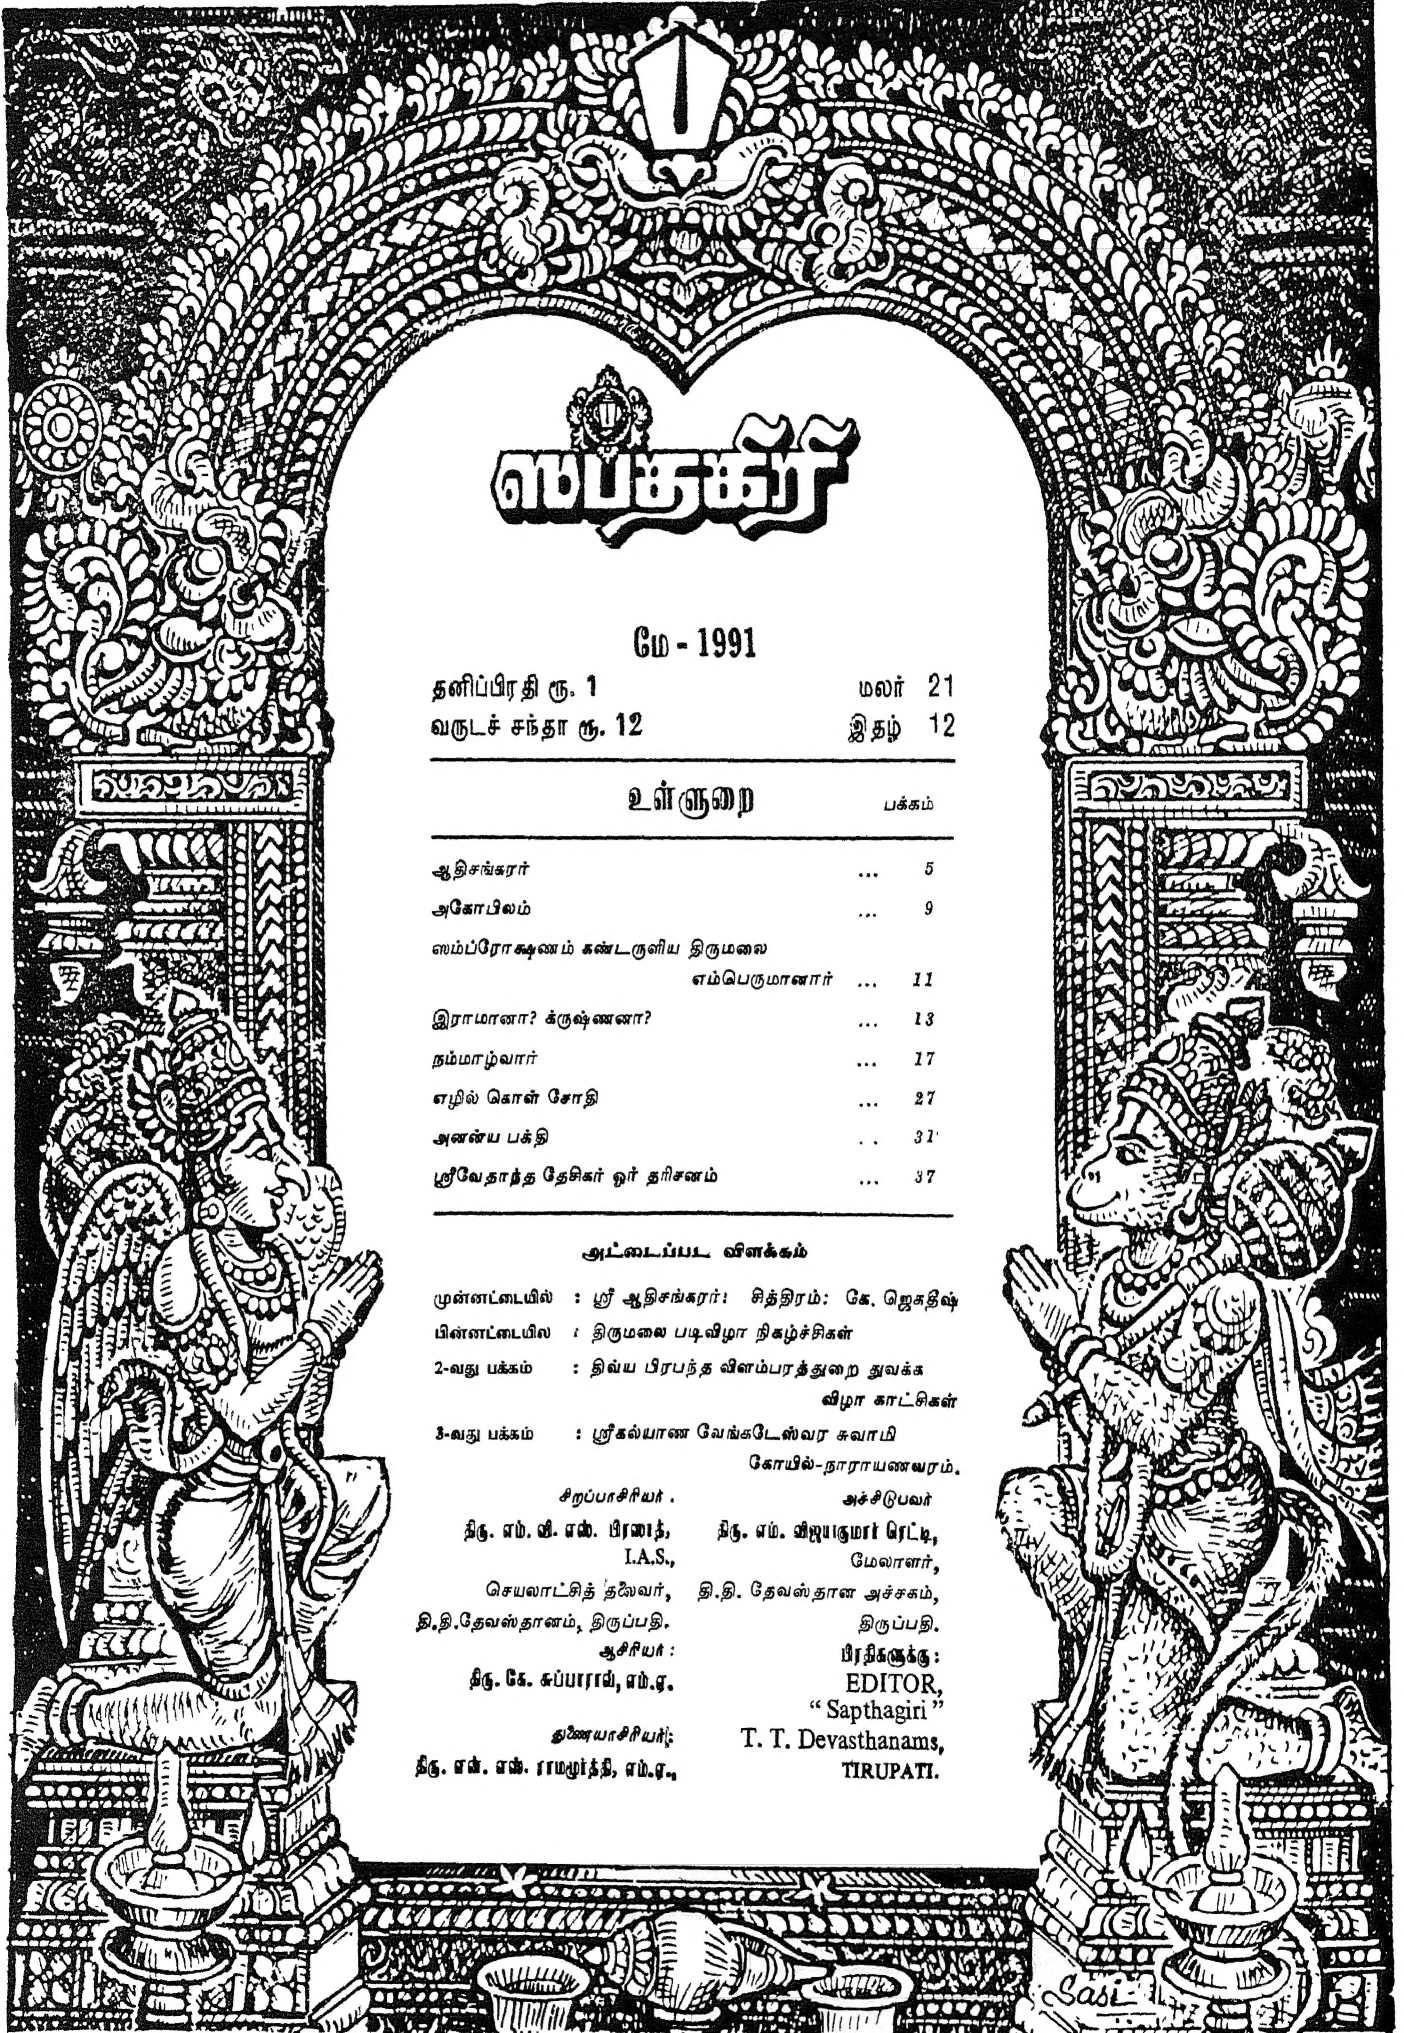 ஸப்தகிரி
மே - 1991
தனிப்பிரதி ரூ. 1 மலர் 21
வருடச் சந்தா ரூ. 12 இதழ் 12
உள்ளுறை பக்கம்
ஆதிசங்கரர் ... 5
அகோபிலம் ... 9
ஸம்ப்ரோக்ஷணம் கண்டருளிய திருமலை
எம்பெருமானார் ... 11
இராமானா? க்ருஷ்ணனா? ... 13
நம்மாழ்வார் ... 17
எழில் கொள் சோதி ... 27
அனன்ய பக்தி . . 31
ஸ்ரீவேதாந்த தேசிகர் ஓர் தரிசனம் ... 37
அட்டைப்பட விளக்கம்
முன்னட்டையில் : ஸ்ரீ ஆதிசங்கரர்: சித்திரம்: கே. ஜெகதீஷ்
பின்னட்டையில : திருமலை படிவிழா நிகழ்ச்சிகள்
2-வது பக்கம் : திவ்ய பிரபந்த விளம்பரத்துறை துவக்க
விழா காட்சிகள்
3-வது பக்கம் : ஸ்ரீகல்யாண வேங்கடேஸ்வர சுவாமி
கோயில்-நாராயணவரம்.
சிறப்பாசிரியர் . அச்சிடுபவர்
திரு. எம். வி. எஸ். பிரஸாத், திரு. எம். விஜயகுமார் ரெட்டி,
I.A.S., மேலாளர்,
செயலாட்சித் தலைவர், தி.தி. தேவஸ்தான அச்சகம்,
தி.தி.தேவஸ்தானம், திருப்பதி. திருப்பதி.
ஆசிரியர் : பிரதிகளுக்கு :
திரு. கே. சுப்பாராவ், எம்.ஏ. EDITOR,
“ Sapthagiri ”
துணையாசிரியர்: T. T. Devasthanams,
திரு. என். எஸ். ராமமூர்த்தி, எம்.ஏ., TIRUPATI.
Sasi